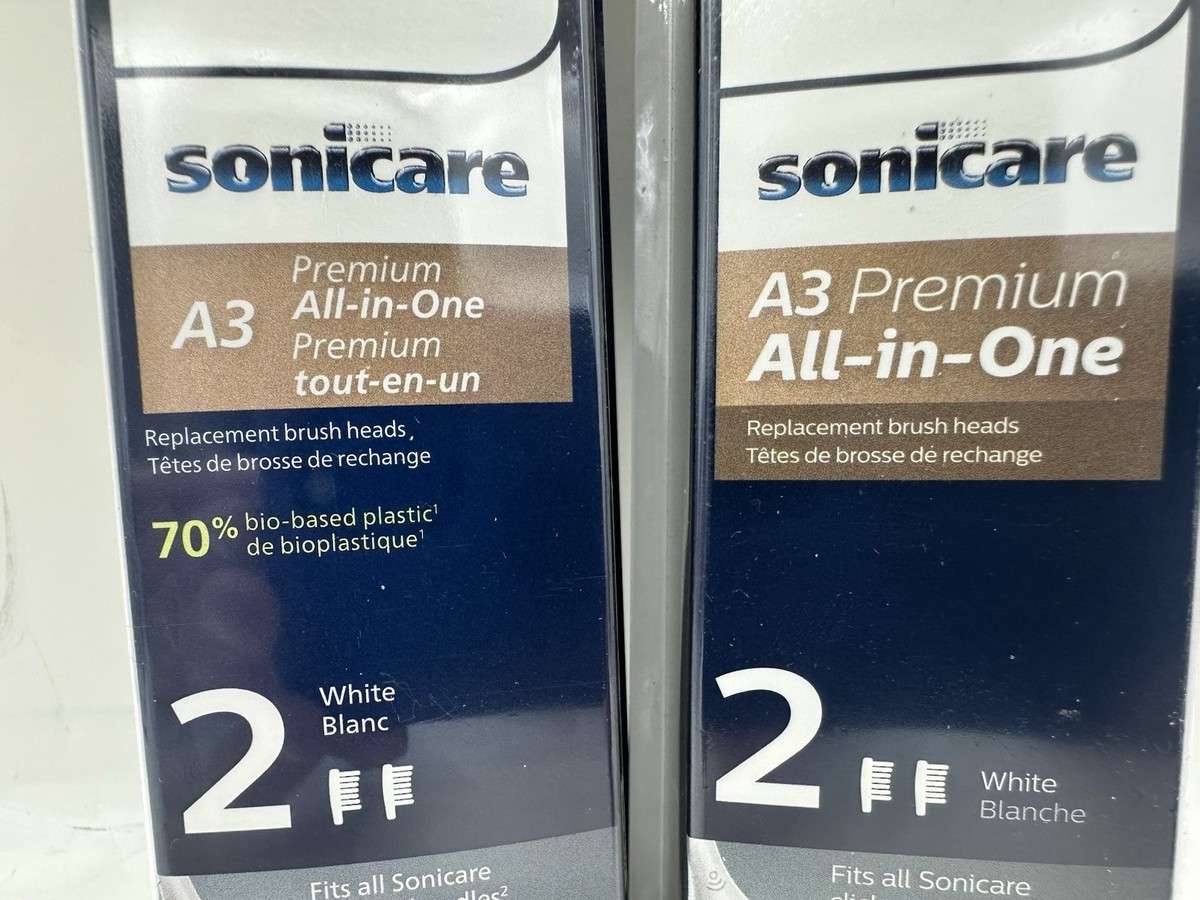 sonicare
A3
Premium
All-in-One
Premium
tout-en-un
Replacement brush heads,
Têtes de brosse de rechange
70%
bio-based plastic¹
de bioplastique¹
2
White
Blanc
Fits all Sonicare
sonicare
A3 Premium
All-in-One
Replacement brush heads
Têtes de brosse de rechange
2
White
Blanche
Fits all Sonicare